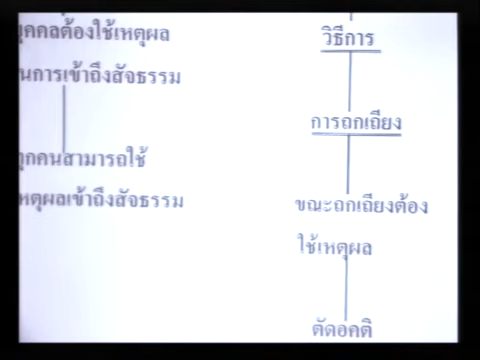 บุคคลต้องใช้เหตุผล
ในการเข้าถึงสัจธรรม
ทุกคนสามารถใช้
เหตุผลเข้าถึงสัจธรรม
วิธีการ
การถกเถียง
ขณะถกเถียงต้อง
ใช้เหตุผล
ตัดอคติ